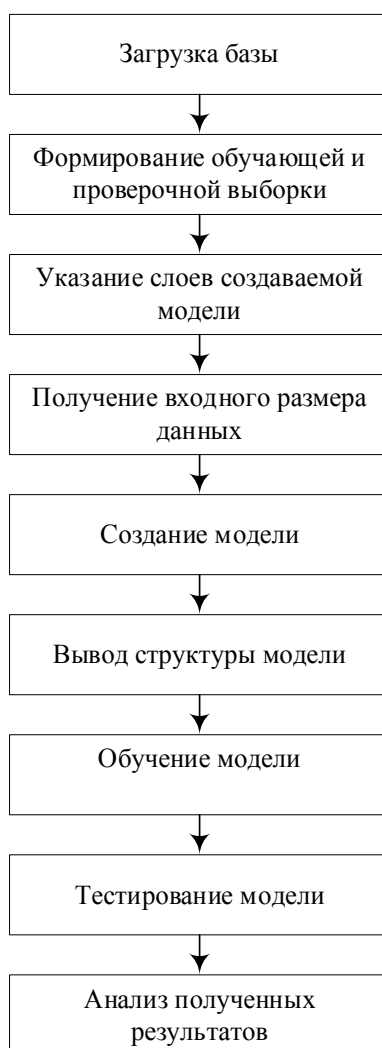 Загрузка базы
Формирование обучающей и
проверочной выборки
Указание слоев создаваемой
модели
Получение входного размера
данных
Создание модели
Вывод структуры модели
Обучение модели
Тестирование модели
Анализ полученных
результатов